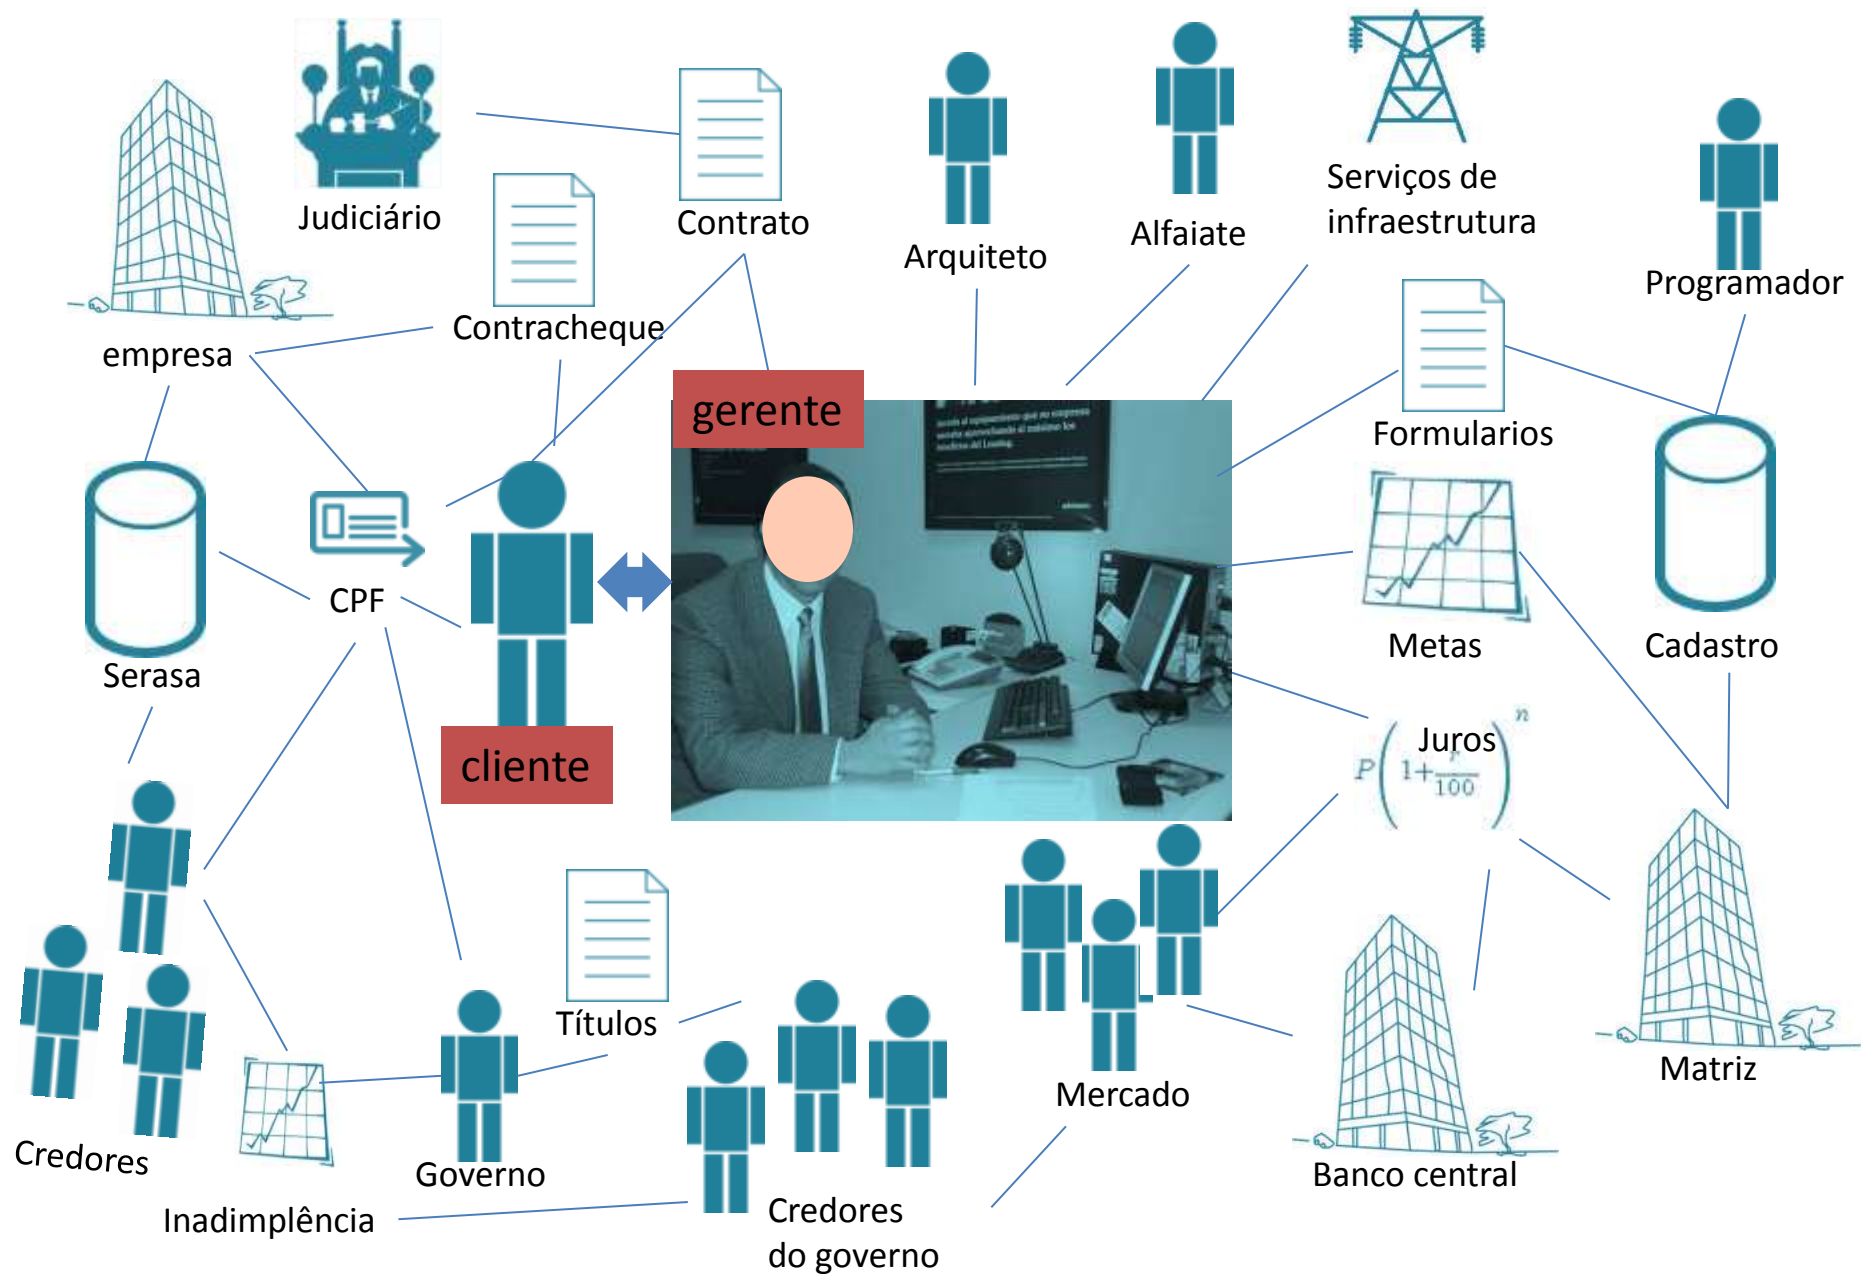 Judiciário
Contrato
Arquiteto
Alfaiate
Serviços de
infraestrutura
Programador
empresa
Contracheque
gerente
Formularios
CPF
Serasa
Metas
Cadastro
cliente
Juros
P(1+r/100)^n
Títulos
Credores
Governo
Inadimplência
Credores
do governo
Mercado
Banco central
Matriz